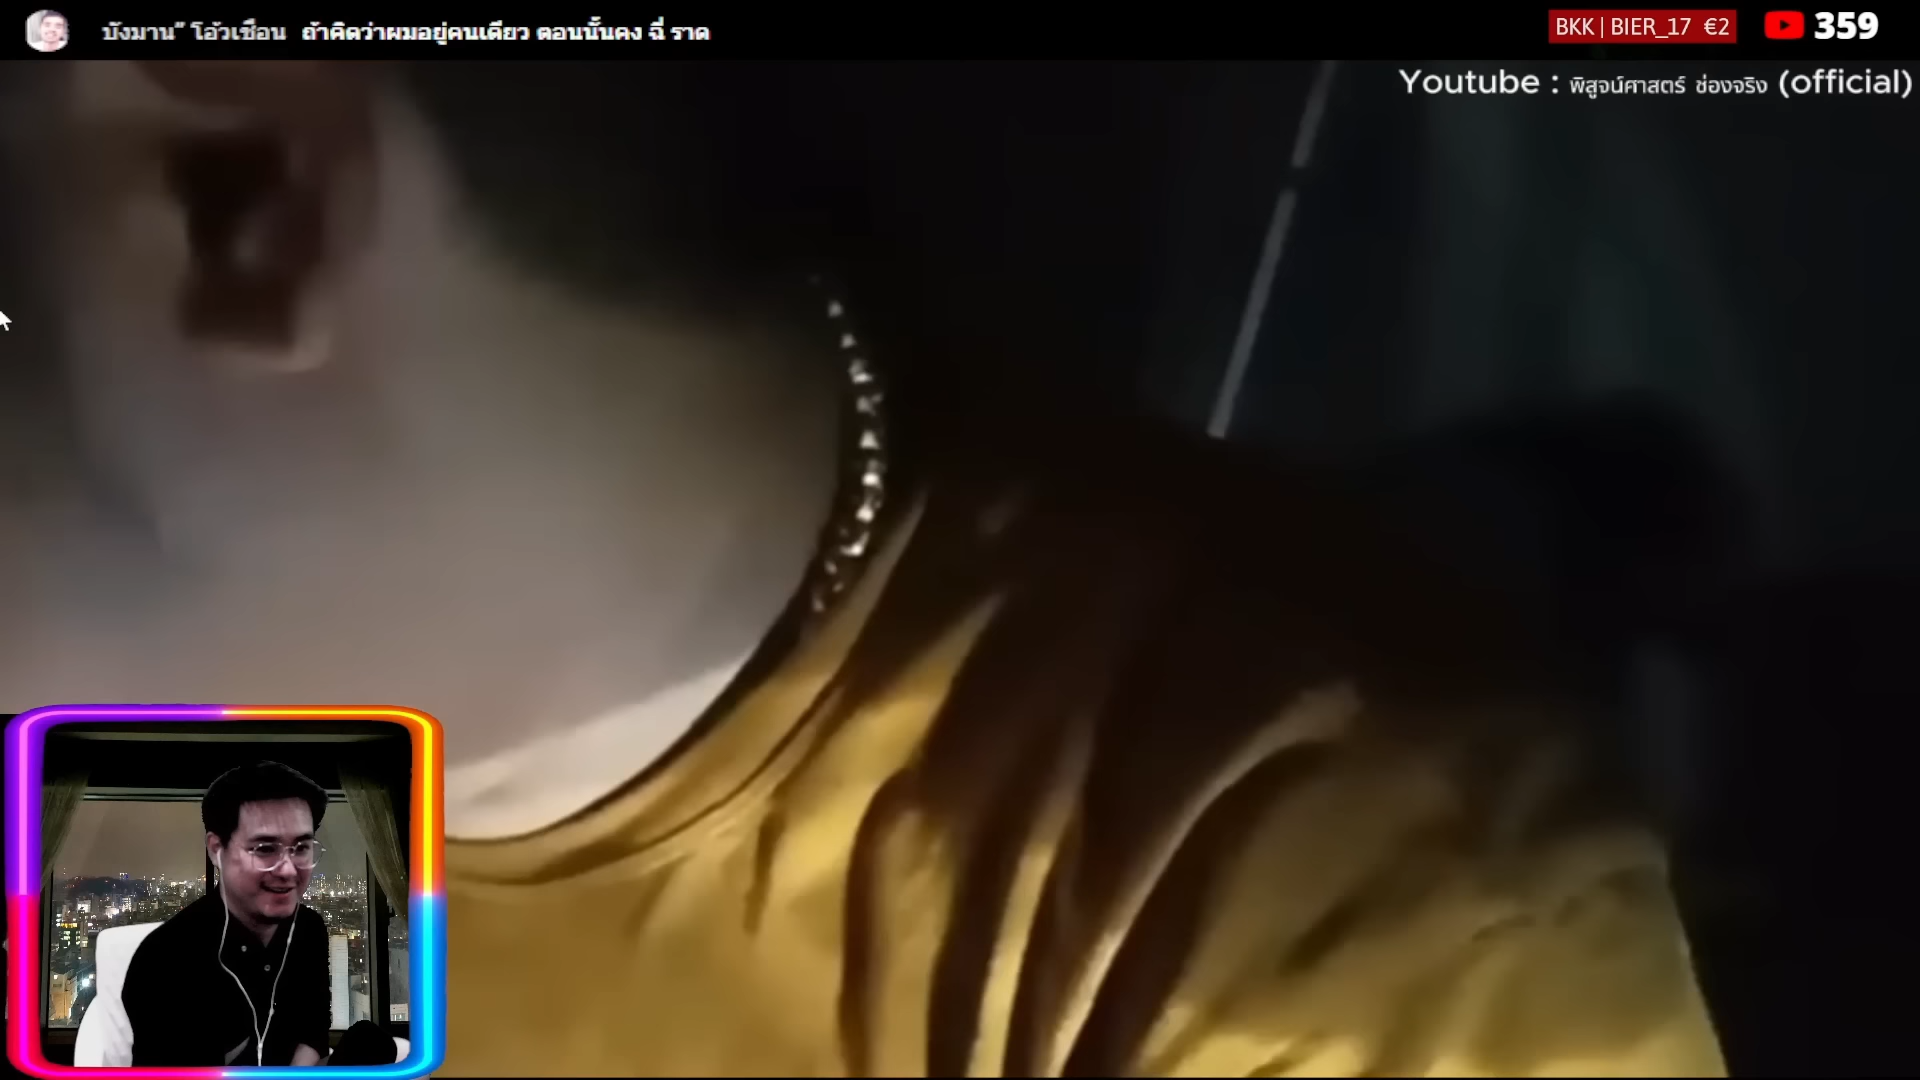 บังมาน” โอ้วเชือน ถ้าคิดว่าผมอยู่คนเดียว ตอนนั้นคง ฉี่ ราด
BKK | BIER_17 €2
359
Youtube : พิสูจน์ศาสตร์ ช่องจริง (official)